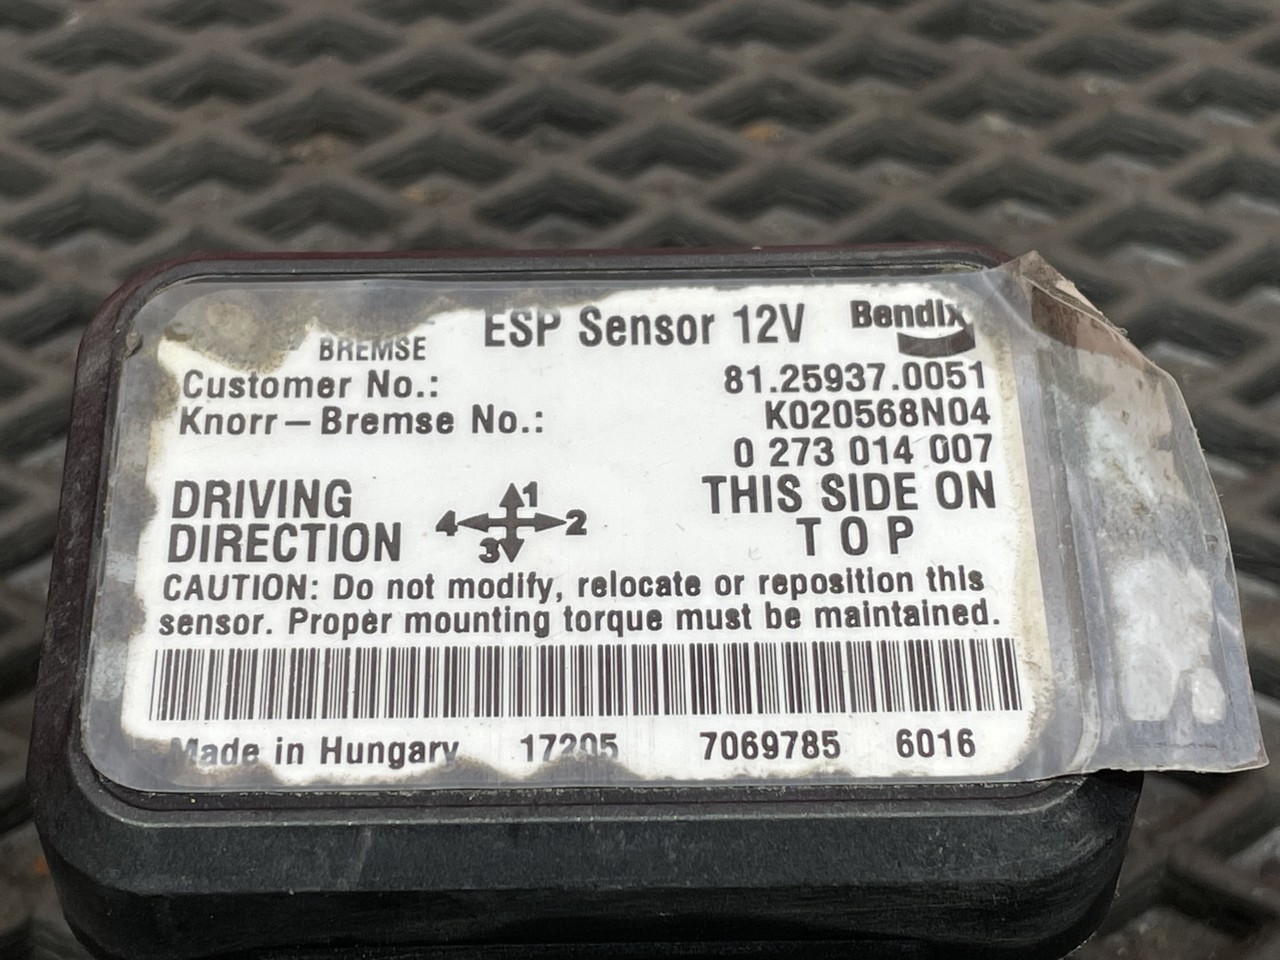 BREMSE ESP Sensor 12V Bendix
Customer No.: 81.25937.0051
Knorr-Bremse No.: K020568N04
0 273 014 007
DRIVING DIRECTION 1 2 3 4 THIS SIDE ON TOP
CAUTION: Do not modify, relocate or reposition this
sensor. Proper mounting torque must be maintained.
Made in Hungary 17205 7069785 6016